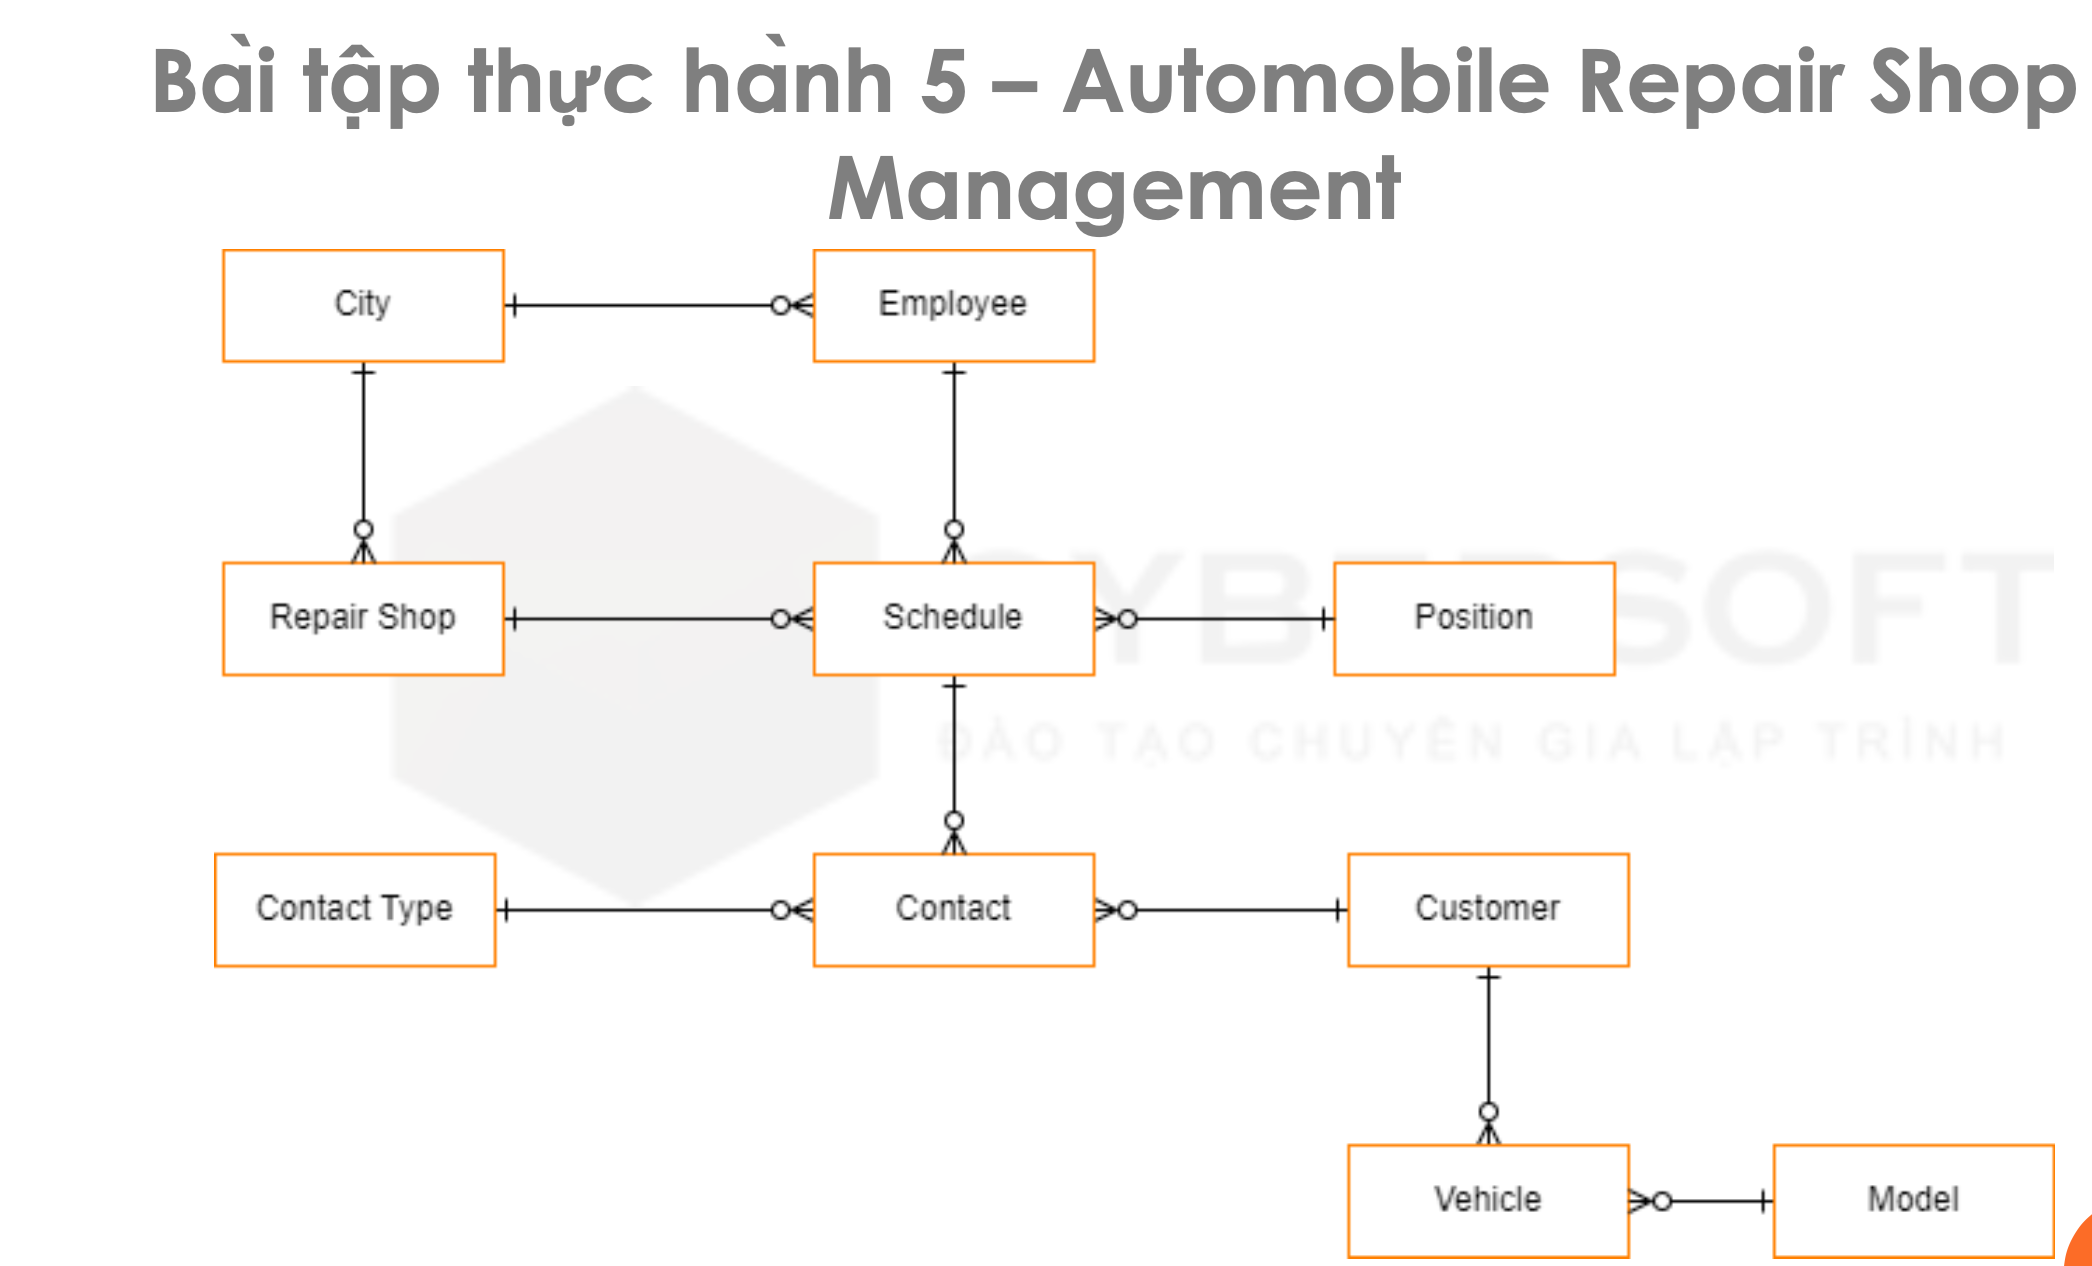 Bài tập thực hành 5 – Automobile Repair Shop
Management
City
Employee
Repair Shop
Schedule
Position
CYBERSOFT
ĐÀO TẠO CHUYÊN GIA LẬP TRÌNH
Contact Type
Contact
Customer
Vehicle
Model